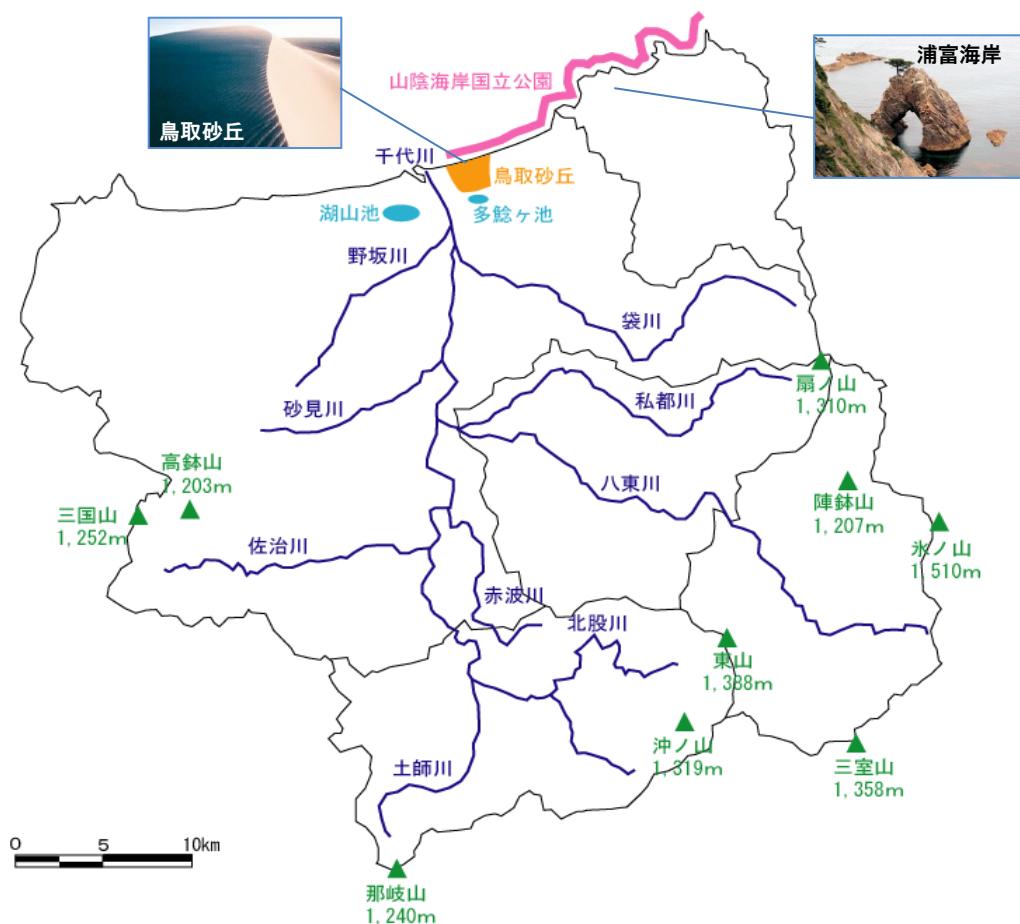 浦富海岸
鳥取砂丘
山陰海岸国立公園
千代川
鳥取砂丘
湖山池
多鯰ヶ池
野坂川
袋川
扇ノ山
1,310m
私都川
砂見川
高鉢山
1,203m
八東川
陣鉢山
1,207m
三国山
1,252m
氷ノ山
1,510m
佐治川
赤波川
北股川
東山
1,388m
沖ノ山
1,319m
三室山
1,358m
土師川
0 5 10km
那岐山
1,240m